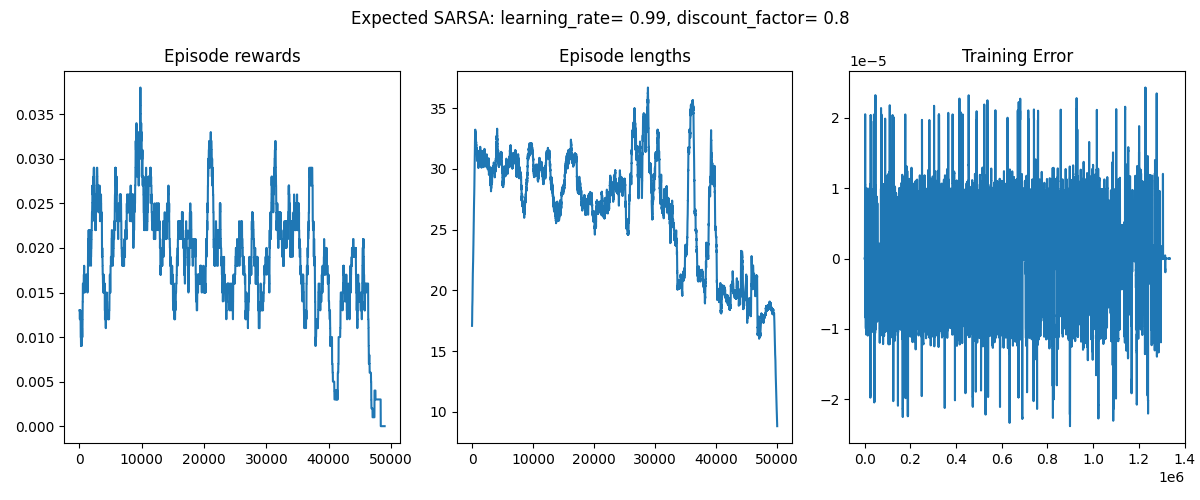 Expected SARSA: learning_rate= 0.99, discount_factor= 0.8
Episode rewards
0.035
0.030
0.025
0.020
0.015
0.010
0.005
0.000
0 10000 20000 30000 40000 50000
Episode lengths
35
30
25
20
15
10
0 10000 20000 30000 40000 50000
Training Error
1e−5
2
1
0
−1
−2
0.0 0.2 0.4 0.6 0.8 1.0 1.2 1.4
1e6